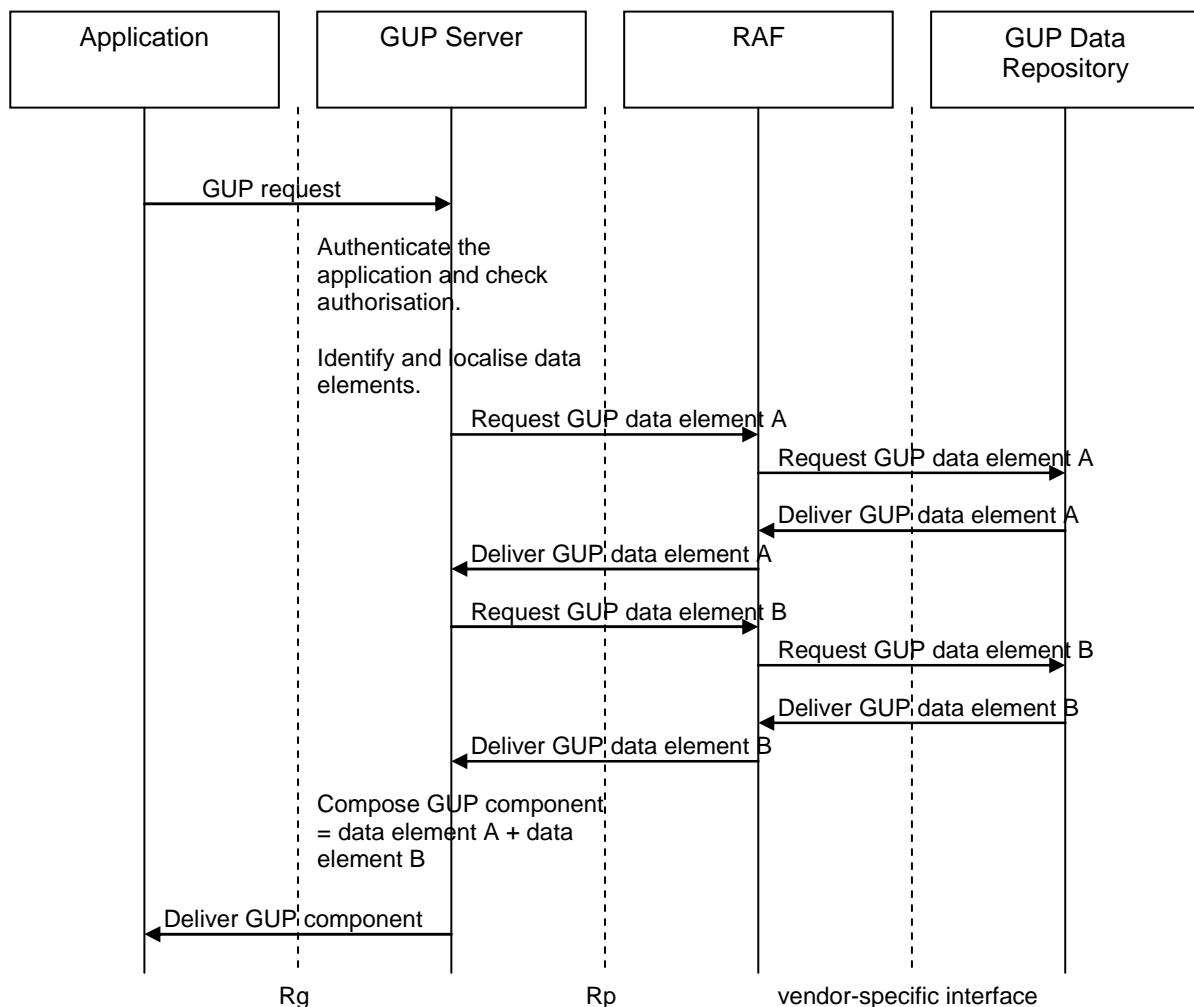 Application
GUP Server
RAF
GUP Data
Repository
GUP request
Authenticate the
application and check
authorisation.
Identify and localise data
elements.
Request GUP data element A
Request GUP data element A
Deliver GUP data element A
Deliver GUP data element A
Request GUP data element B
Request GUP data element B
Deliver GUP data element B
Deliver GUP data element B
Compose GUP component
= data element A + data
element B
Deliver GUP component
Rg
Rp
vendor-specific interface